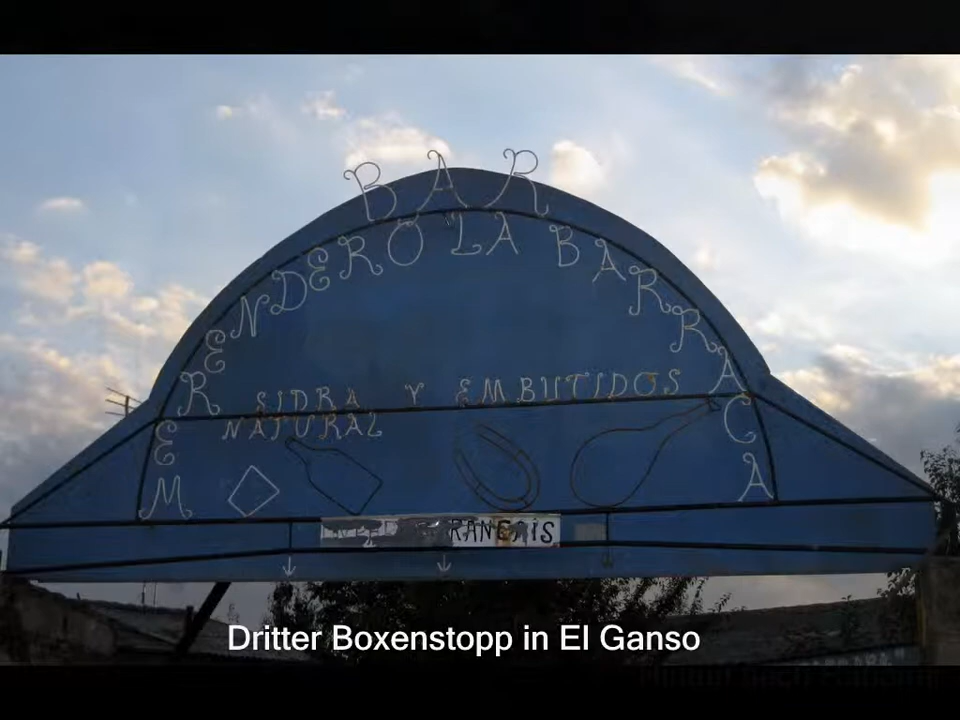 BAR
MERENDERO LA BARRACA
SIDRA Y EMBUTIDOS
NATURAL
Dritter Boxenstopp in El Ganso